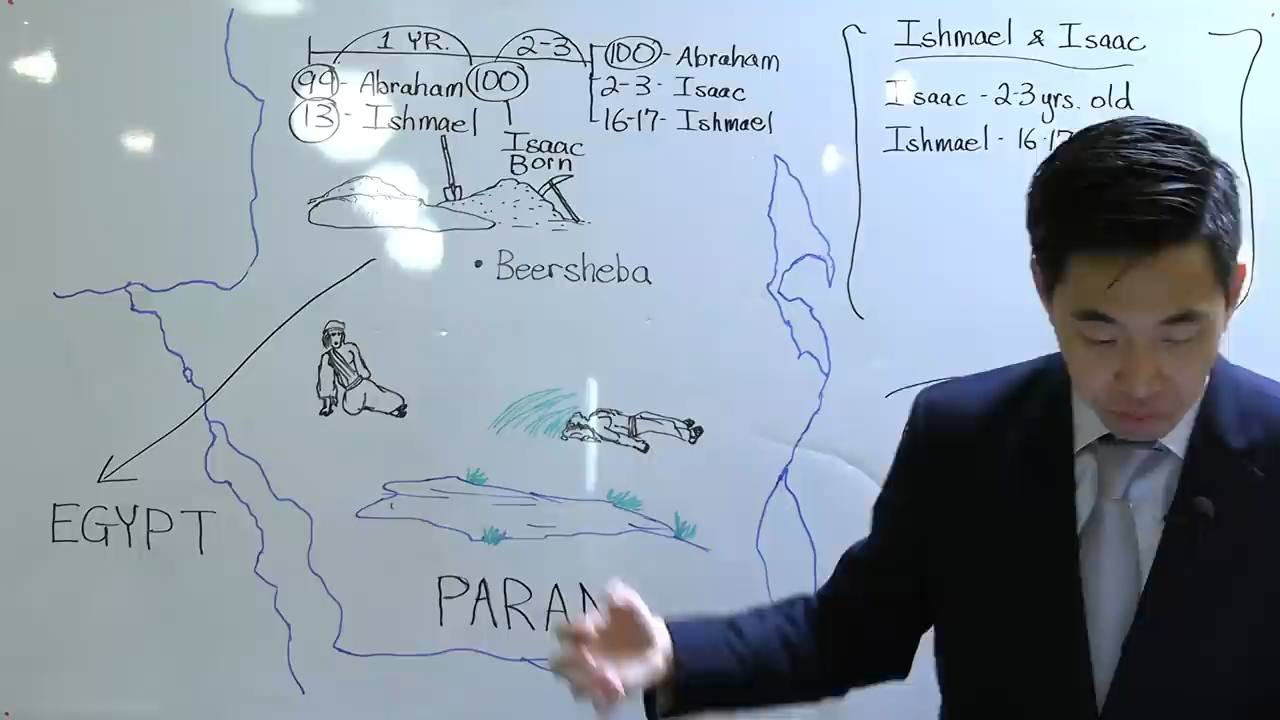 1 YR.
2-3
99 - Abraham
100
13 - Ishmael
Isaac
Born
100 - Abraham
2-3 - Isaac
16-17 - Ishmael
Ishmael & Isaac
Isaac - 2-3 yrs. old
Ishmael - 16-17
• Beersheba
EGYPT
PARAN